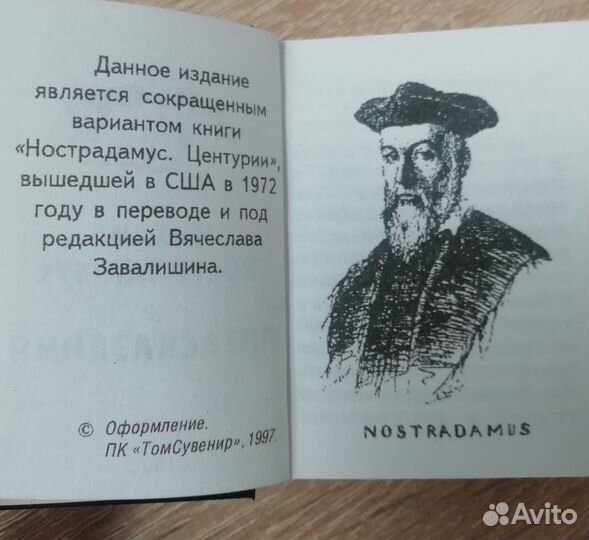 Данное издание
является сокращенным
вариантом книги
«Нострадамус. Центурии»,
вышедшей в США в 1972
году в переводе и под
редакцией Вячеслава
Завалишина.
© Оформление.
ПК «ТомСувенир», 1997.
NOSTRADAMUS
Avito